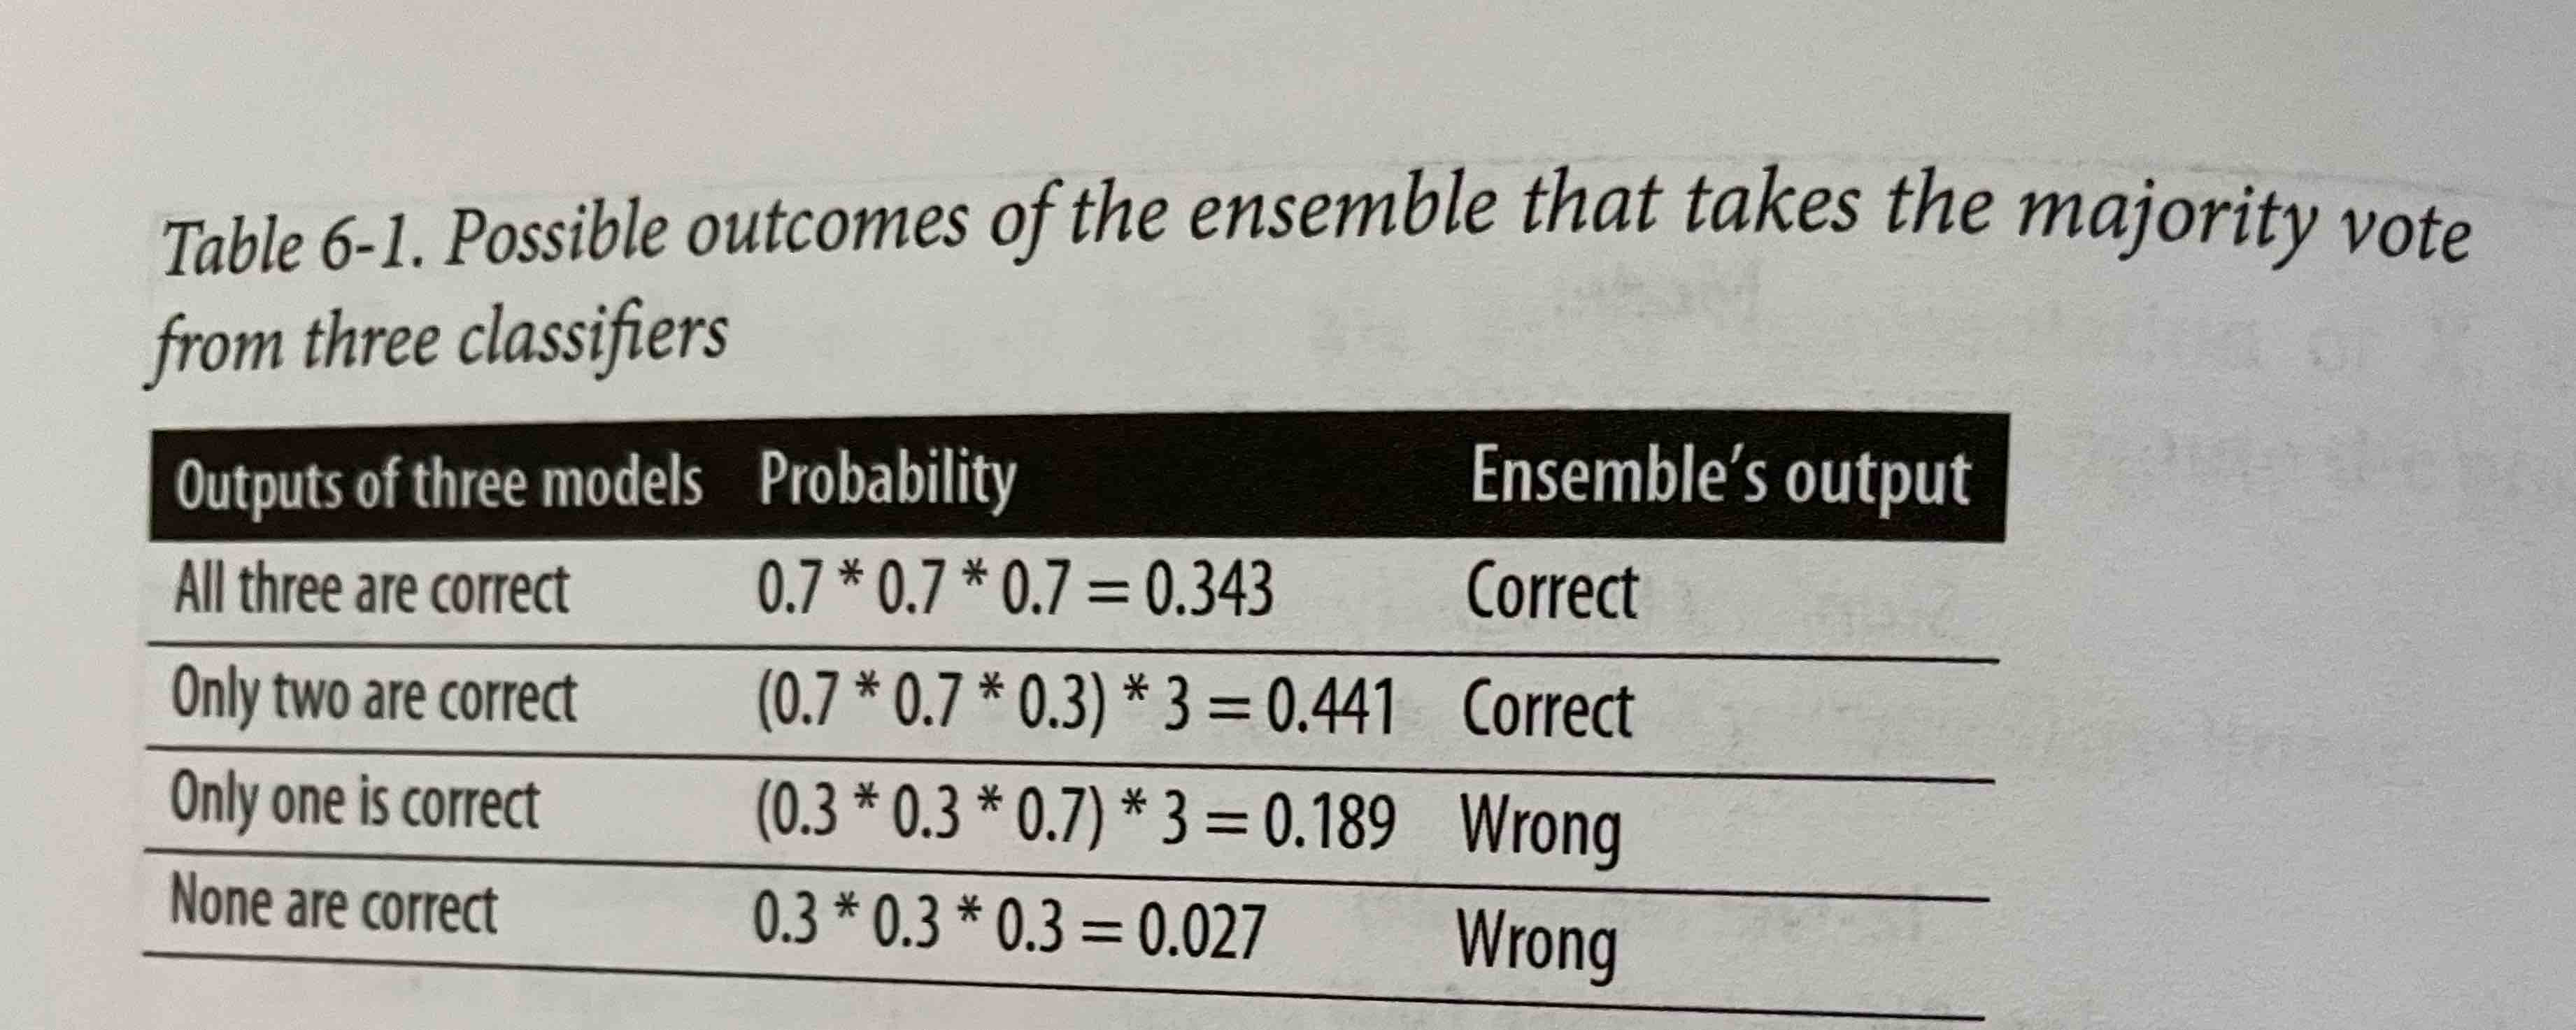 Table 6-1. Possible outcomes of the ensemble that takes the majority vote
from three classifiers
Outputs of three models Probability Ensemble’s output
All three are correct 0.7 * 0.7 * 0.7 = 0.343 Correct
Only two are correct (0.7 * 0.7 * 0.3) * 3 = 0.441 Correct
Only one is correct (0.3 * 0.3 * 0.7) * 3 = 0.189 Wrong
None are correct 0.3 * 0.3 * 0.3 = 0.027 Wrong